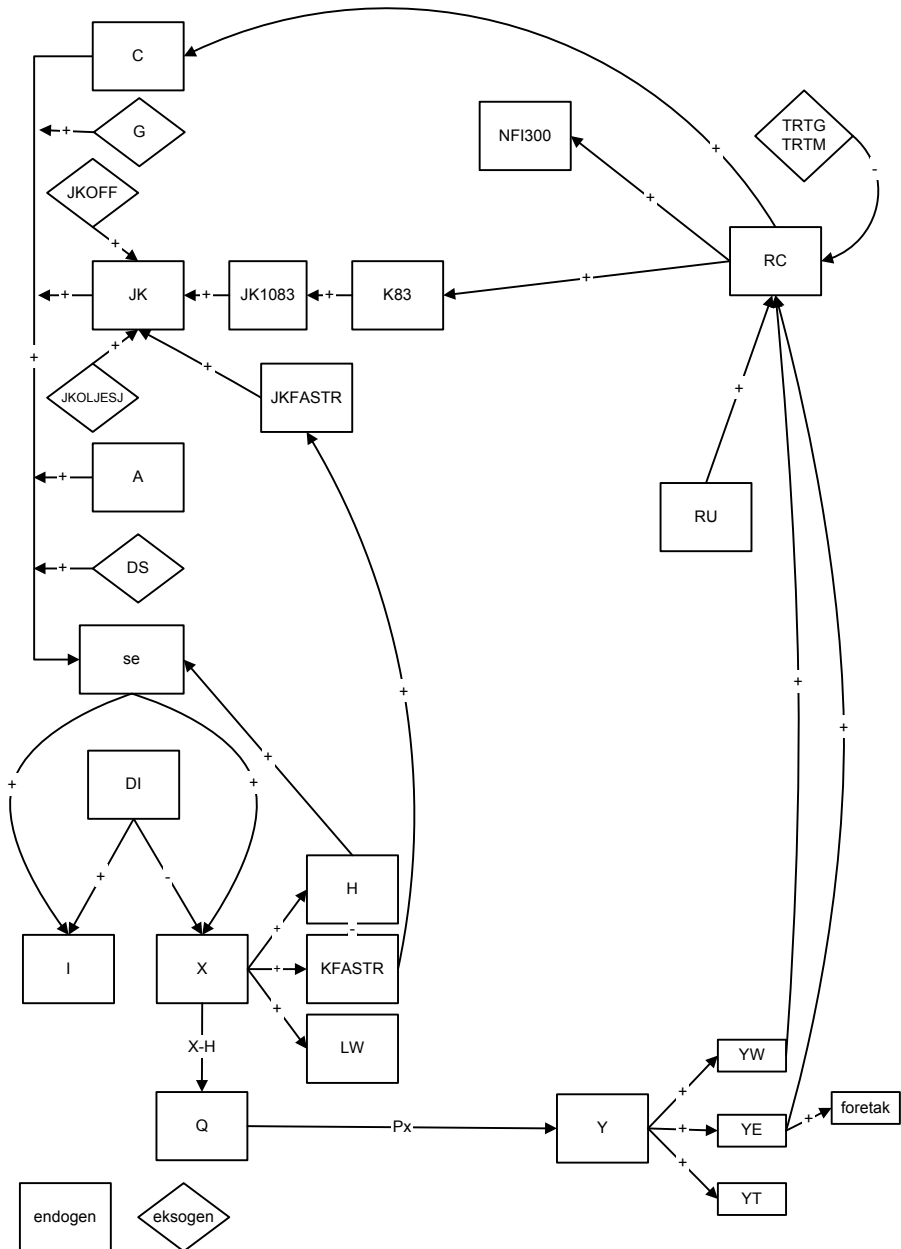 C
+
G
TRTG
TRTM
NFI300
+
-
JKOFF
+
+
RC
+
JK
+
JK1083
+
K83
+
+
+
JKOLJESJ
+
JKFASTR
+
+
A
RU
+
DS
+
se
+
+
+
+
+
DI
+
-
H
+
-
I
X
+
KFASTR
+
LW
X-H
YW
Q
Px
Y
+
+
+
YE
+
foretak
YT
endogen
eksogen